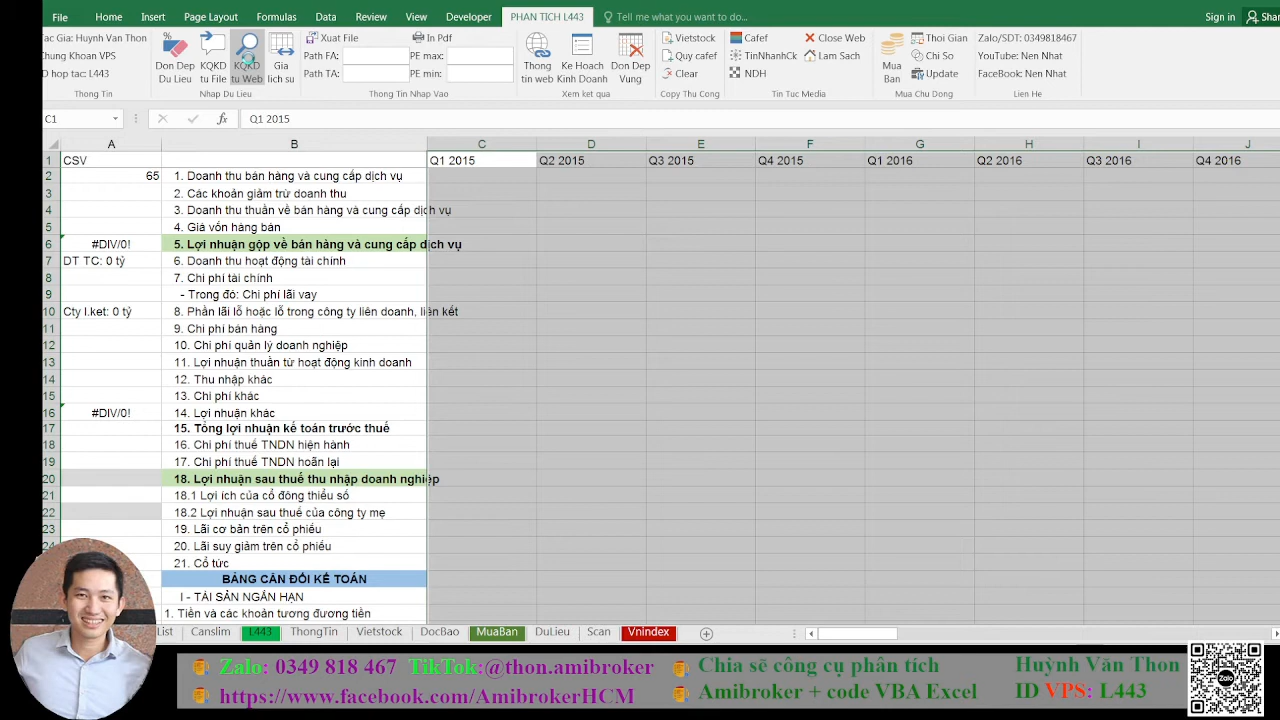 File Home Insert Page Layout Formulas Data Review View Developer PHAN TICH L443 Tell me what you want to do... Sign in Shar
ac Gia: Huynh Van Thon
Chung Khoan VPS
D hop tac: L443
Thong Tin
Don Dep Du Lieu
KQKD tu File
KQKD tu Web
Gia lich su
Nhap Du Lieu
Xuat File In Pdf
Path TC: PE max:
Path TA: PE min:
Thong Tin Nhap Vao
Thong tin web
Ke Hoach Kinh Doanh
Don Dep Vung
Xem kết quả
Vietstock
Quy cafef
Clear
Copy Thu Cong
Cafef Close Web
TinNhanhCk Lam Sach
NDH
Tin Tuc Media
Mua Ban
Thoi Gian
Chi So
Update
Mua Chu Dong
Zalo/SDT: 0349818467
YouTube: Nen Nhat
FaceBook: Nen Nhat
Lien He
C1 fx Q1 2015
A B C D E F G H I J
1 CSV Q1 2015 Q2 2015 Q3 2015 Q4 2015 Q1 2016 Q2 2016 Q3 2016 Q4 2016
2 65 1. Doanh thu bán hàng và cung cấp dịch vụ
3 2. Các khoản giảm trừ doanh thu
4 3. Doanh thu thuần về bán hàng và cung cấp dịch vụ
5 4. Giá vốn hàng bán
6 #DIV/0! 5. Lợi nhuận gộp về bán hàng và cung cấp dịch vụ
7 DT TC: 0 tỷ 6. Doanh thu hoạt động tài chính
8 7. Chi phí tài chính
9 - Trong đó: Chi phí lãi vay
10 Cty l.ket: 0 tỷ 8. Phần lãi lỗ hoặc lỗ trong công ty liên doanh, liên kết
11 9. Chi phí bán hàng
12 10. Chi phí quản lý doanh nghiệp
13 11. Lợi nhuận thuần từ hoạt động kinh doanh
14 12. Thu nhập khác
15 13. Chi phí khác
16 #DIV/0! 14. Lợi nhuận khác
17 15. Tổng lợi nhuận kế toán trước thuế
18 16. Chi phí thuế TNDN hiện hành
19 17. Chi phí thuế TNDN hoãn lại
20 18. Lợi nhuận sau thuế thu nhập doanh nghiệp
21 18.1 Lợi ích của cổ đông thiểu số
22 18.2 Lợi nhuận sau thuế của công ty mẹ
23 19. Lãi cơ bản trên cổ phiếu
24 20. Lãi suy giảm trên cổ phiếu
21. Cổ tức
BẢNG CÂN ĐỐI KẾ TOÁN
I - TÀI SẢN NGẮN HẠN
1. Tiền và các khoản tương đương tiền
List Canslim L443 ThongTin Vietstock DocBao MuaBan DuLieu Scan Vnindex
Zalo: 0349 818 467 TikTok:@thon.amibroker
https://www.facebook.com/AmibrokerHCM
Chia sẽ công cụ phân tích
Amibroker + code VBA Excel
Huỳnh Văn Thon
ID VPS: L443
Zalo